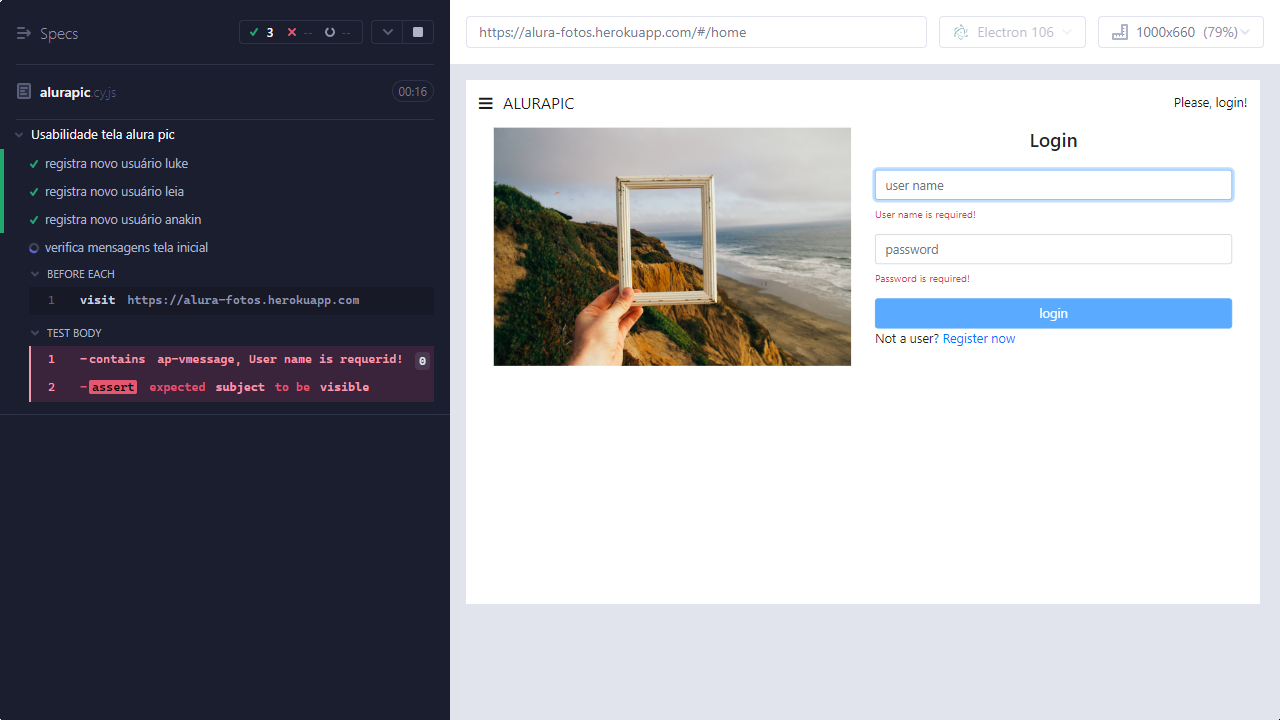 Specs
3 -- --
alurapic.cy.js 00:16
Usabilidade tela alura pic
registra novo usuário luke
registra novo usuário leia
registra novo usuário anakin
verifica mensagens tela inicial
BEFORE EACH
1 visit https://alura-fotos.herokuapp.com
TEST BODY
1 -contains ap-vmessage, User name is requerid! 0
2 -assert expected subject to be visible
https://alura-fotos.herokuapp.com/#/home
Electron 106
1000x660 (79%)
ALURAPIC
Please, login!
Login
user name
User name is required!
password
Password is required!
login
Not a user? Register now